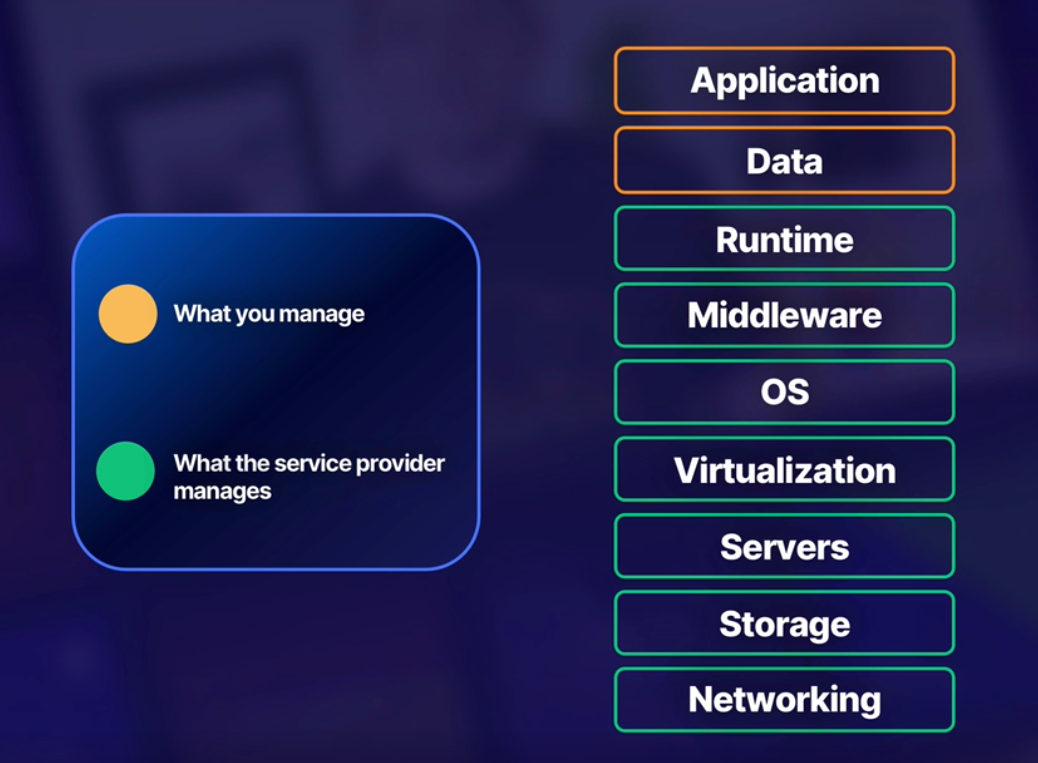 Application
Data
Runtime
What you manage
Middleware
OS
What the service provider
manages
Virtualization
Servers
Storage
Networking